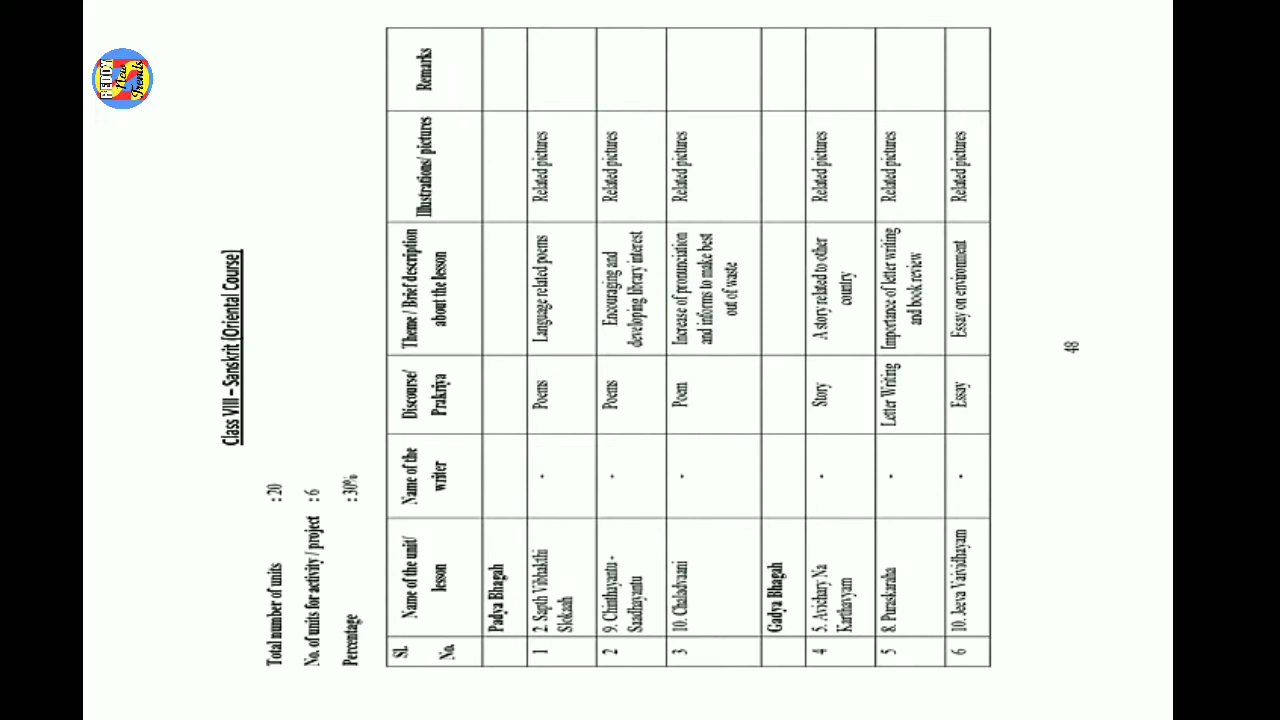 REDDY
New
Trends
Class VIII – Sanskrit (Oriental Course)
Total number of units : 20
No. of units for activity / project : 6
Percentage : 30%
Sl. No. Name of the unit/ lesson Name of the writer Discourse/ Prakriya Theme / Brief description about the lesson Illustrations/ pictures Remarks
Padya Bhagah
1 2. Sapth Vibhakthi Slokaah - Poems Language related poems Related pictures
2 9. Chinthayantu - Saadhayantu - Poems Encouraging and developing library interest Related pictures
3 10. Chaladvaani - Poem Increase of pronunciation and informs to make best out of waste Related pictures
Gadya Bhagah
4 5. Avichary Na Karthavyam - Story A story related to other country Related pictures
5 8. Puraskaraha - Letter Writing Importance of letter writing and book review Related pictures
6 10. Jeeva Vaividhayam - Essay Essay on environment Related pictures
48